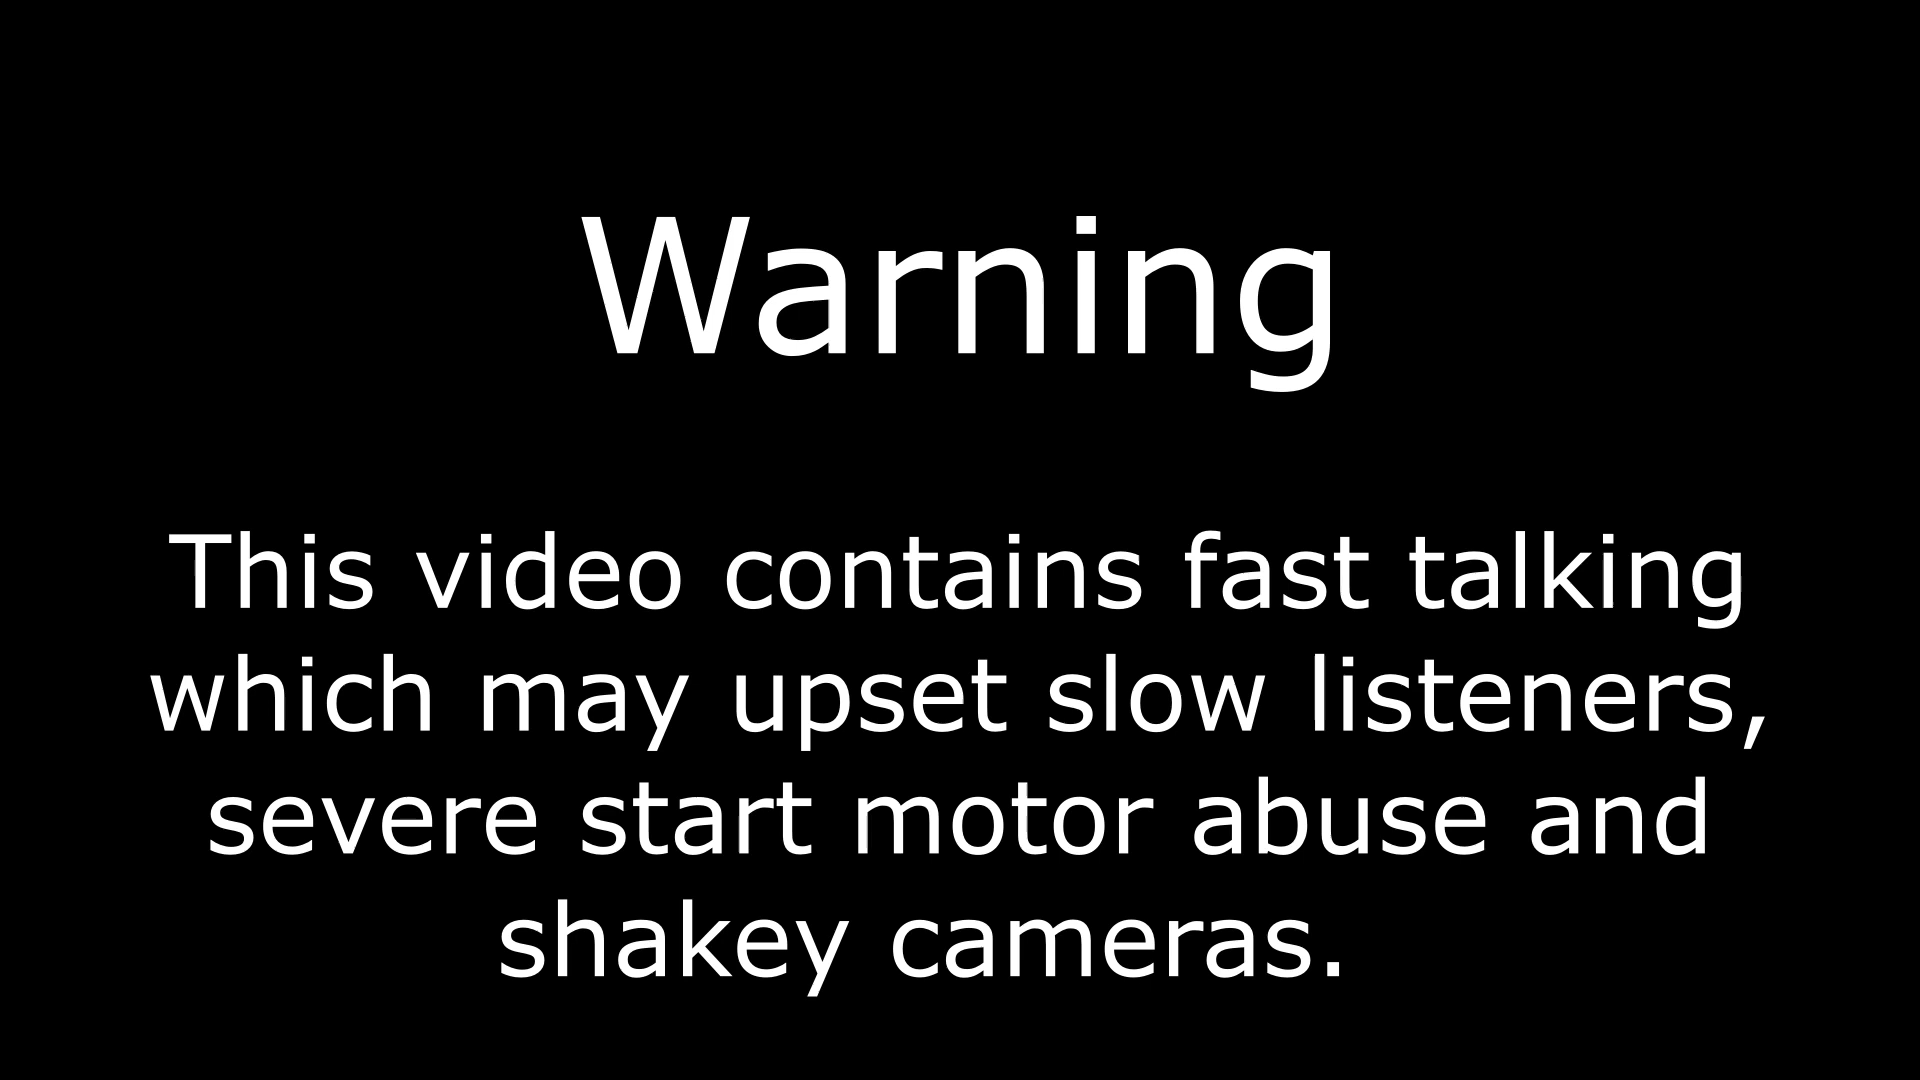 Warning
This video contains fast talking
which may upset slow listeners,
severe start motor abuse and
shakey cameras.